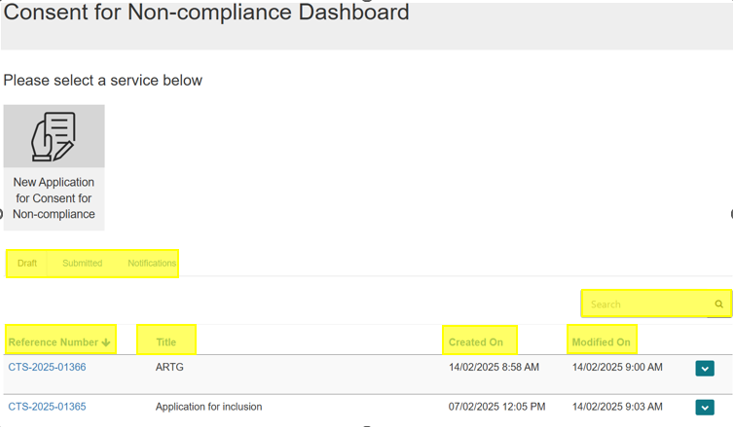 Consent for Non-compliance Dashboard
Please select a service below
New Application
for Consent for
Non-compliance
Draft Submitted Notifications
Search
Reference Number Title Created On Modified On
CTS-2025-01366 ARTG 14/02/2025 8:58 AM 14/02/2025 9:00 AM
CTS-2025-01365 Application for inclusion 07/02/2025 12:05 PM 14/02/2025 9:03 AM